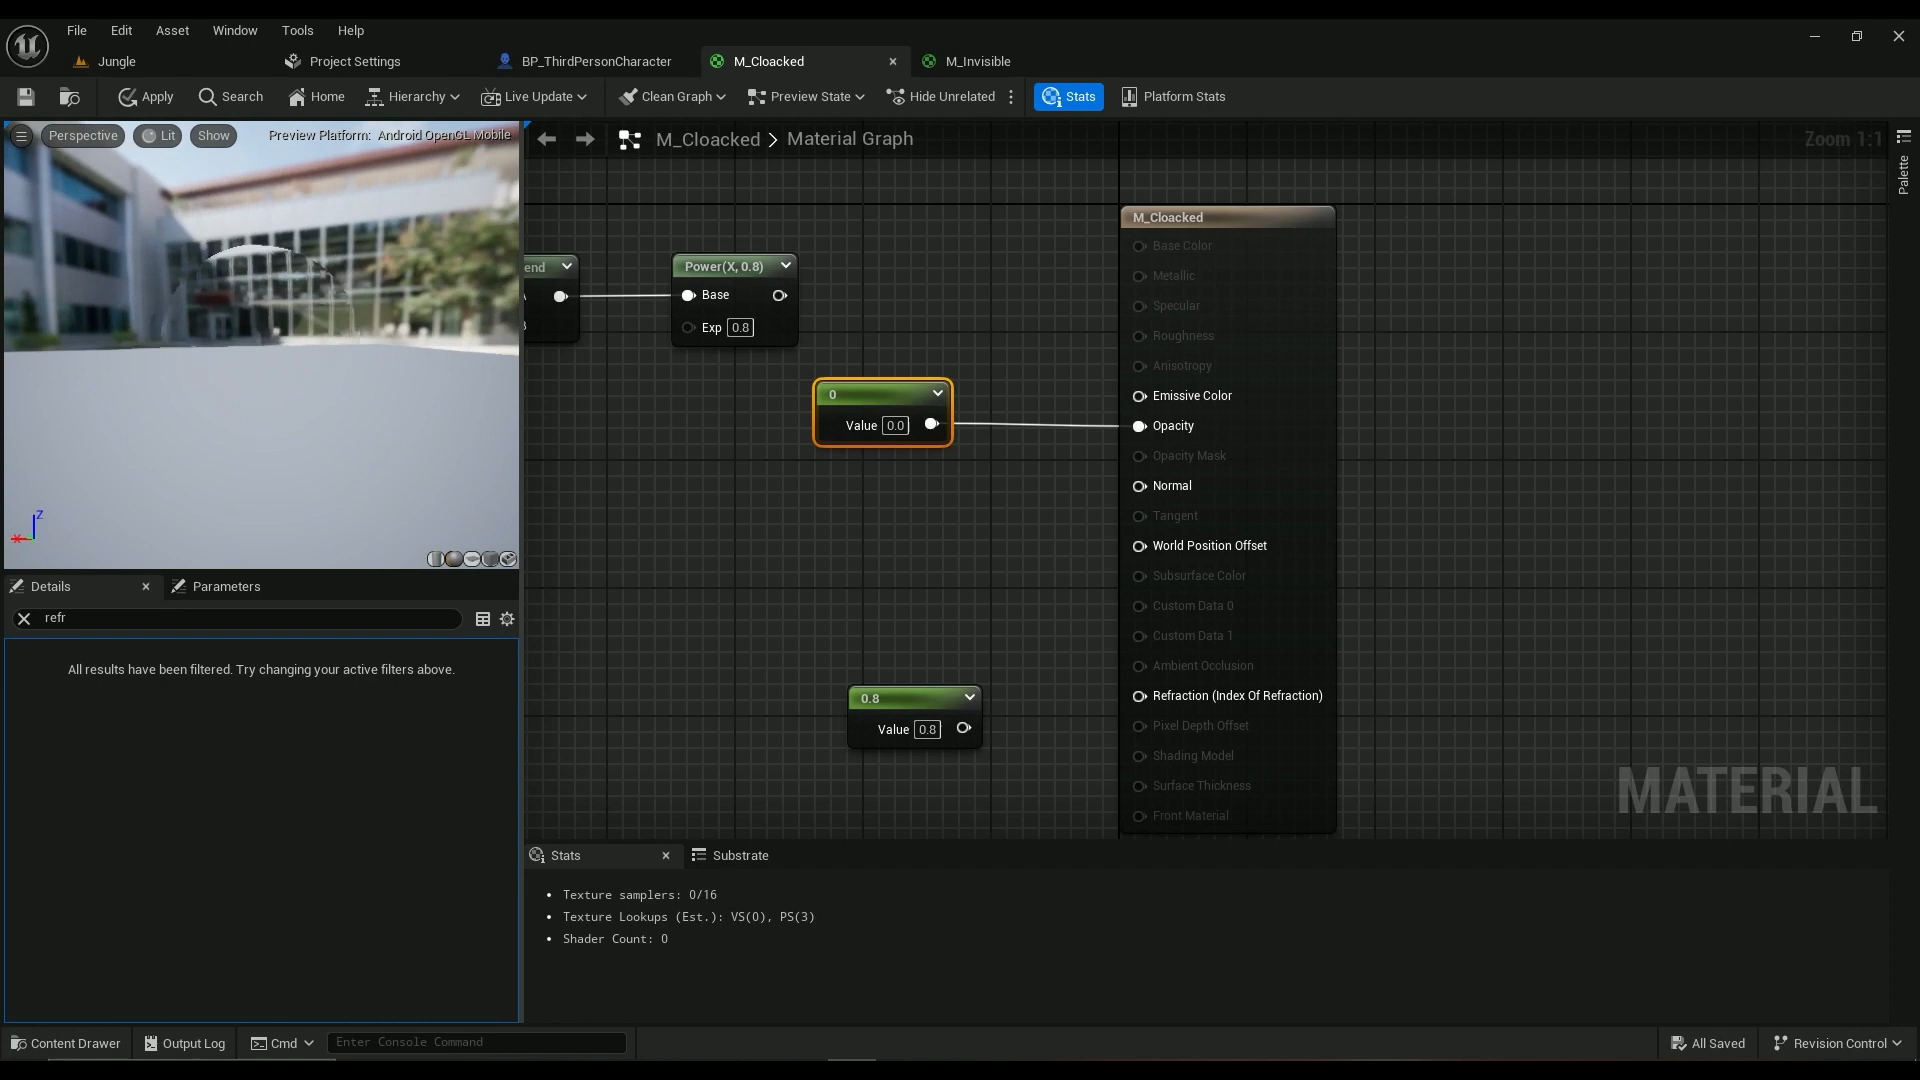 File Edit Asset Window Tools Help
Jungle Project Settings BP_ThirdPersonCharacter M_Cloacked M_Invisible
Apply Search Home Hierarchy Live Update Clean Graph Preview State Hide Unrelated Stats Platform Stats
Perspective Lit Show Preview Platform: Android OpenGL Mobile
M_Cloacked > Material Graph
Zoom 1:1
Palette
M_Cloacked
Base Color
Metallic
Specular
Roughness
Anisotropy
Emissive Color
Opacity
Opacity Mask
Normal
Tangent
World Position Offset
Subsurface Color
Custom Data 0
Custom Data 1
Ambient Occlusion
Refraction (Index Of Refraction)
Pixel Depth Offset
Shading Model
Surface Thickness
Front Material
end
B
Power(X, 0.8)
Base
Exp 0.8
0
Value 0.0
0.8
Value 0.8
MATERIAL
Z
X
Details Parameters
refr
All results have been filtered. Try changing your active filters above.
Stats Substrate
• Texture samplers: 0/16
• Texture Lookups (Est.): VS(0), PS(3)
• Shader Count: 0
Content Drawer Output Log Cmd Enter Console Command All Saved Revision Control